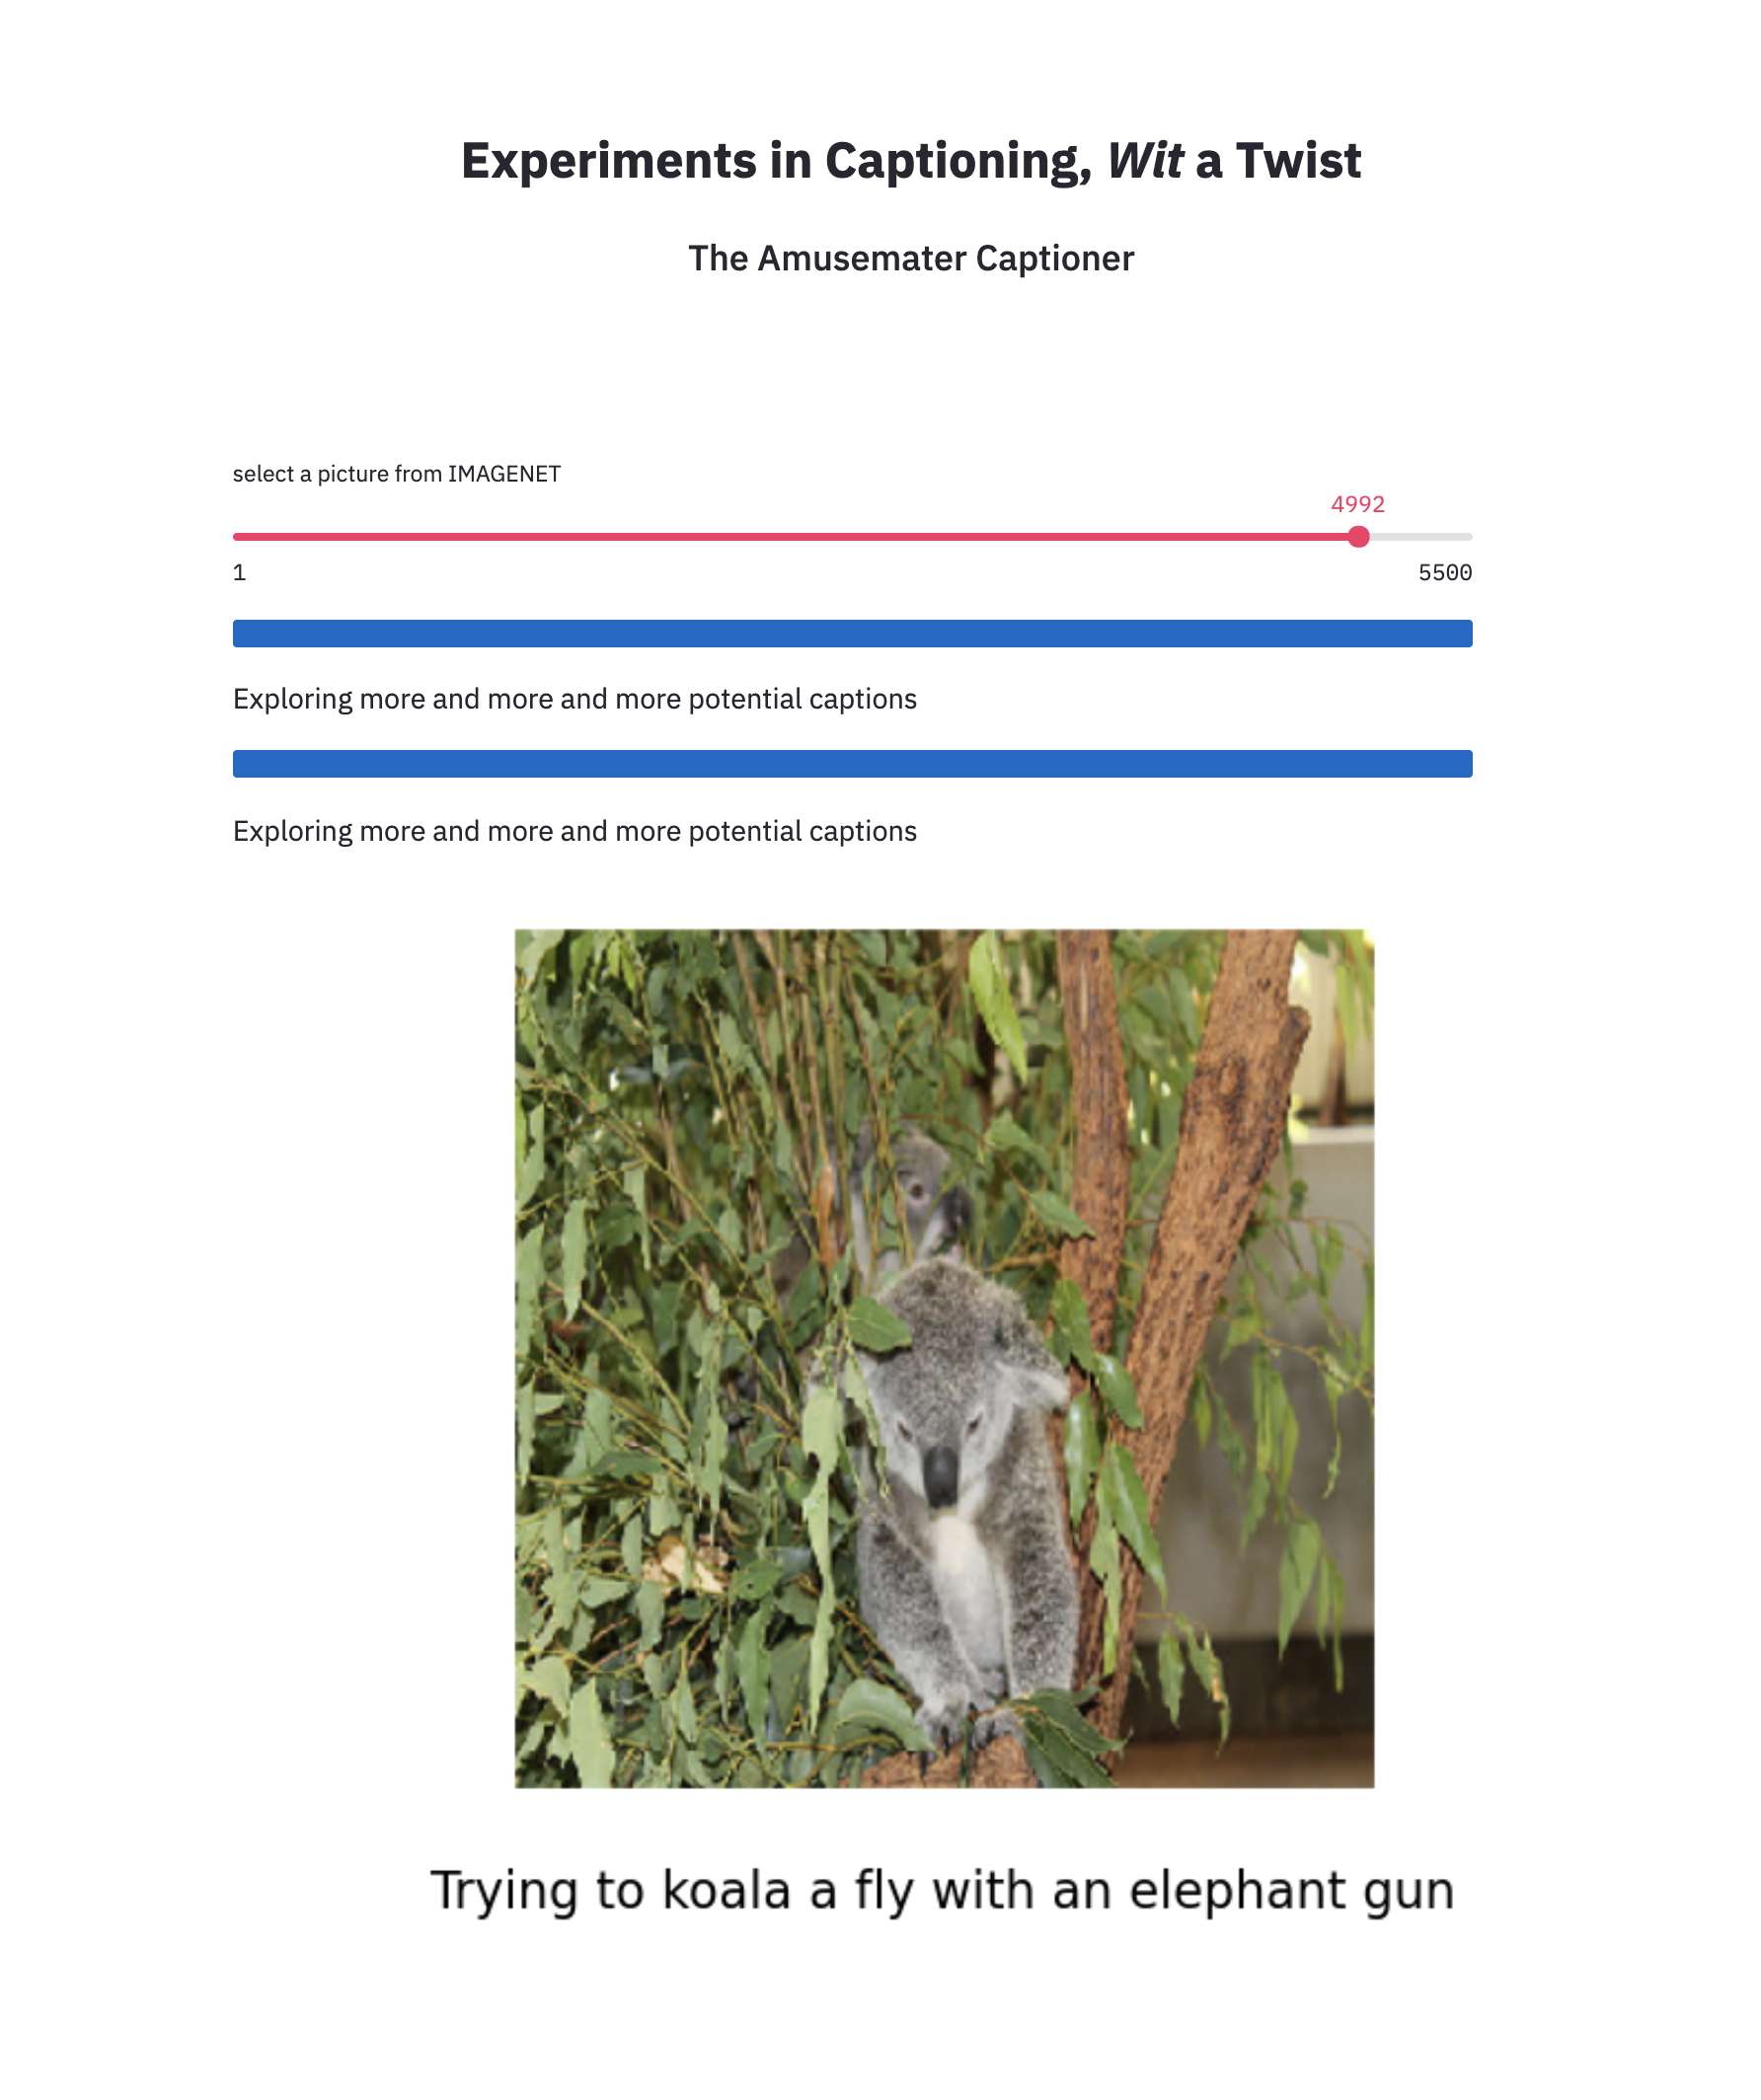 Experiments in Captioning, Wit a Twist
The Amusemater Captioner
select a picture from IMAGENET
4992
1 5500
Exploring more and more and more potential captions
Exploring more and more and more potential captions
Trying to koala a fly with an elephant gun